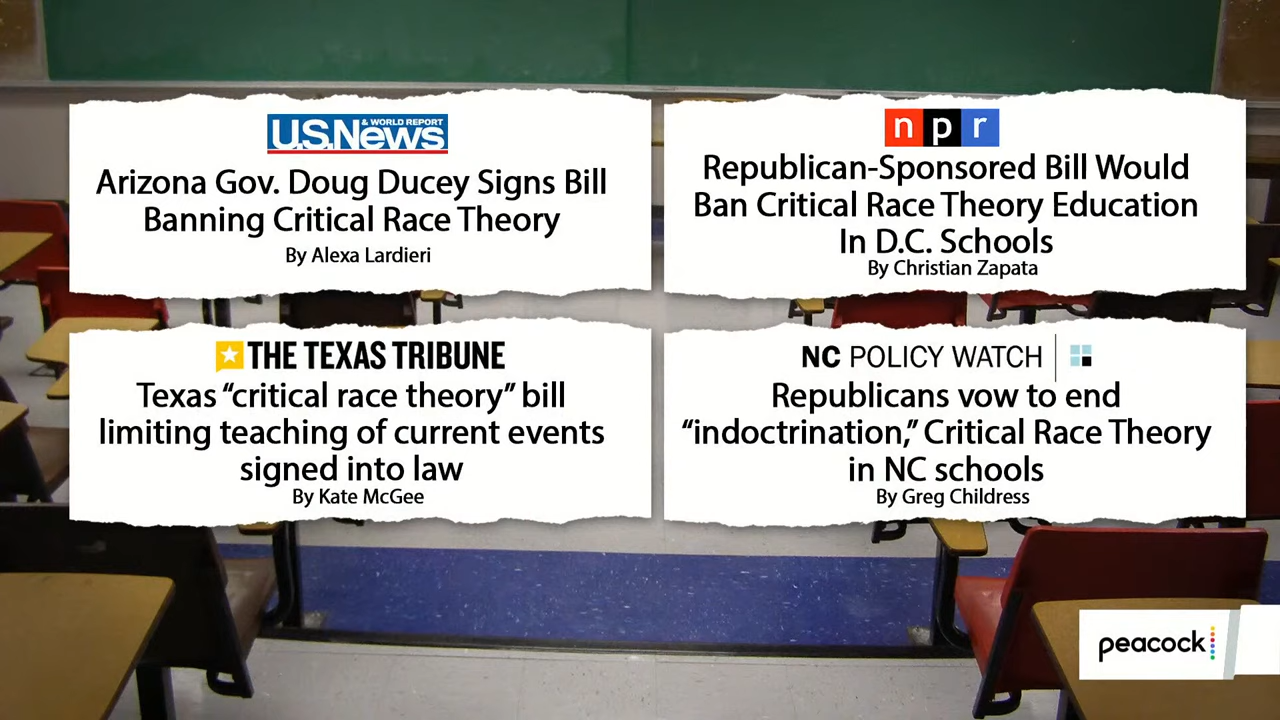 U.S.News
& WORLD REPORT
Arizona Gov. Doug Ducey Signs Bill
Banning Critical Race Theory
By Alexa Lardieri
npr
Republican-Sponsored Bill Would
Ban Critical Race Theory Education
In D.C. Schools
By Christian Zapata
THE TEXAS TRIBUNE
Texas “critical race theory” bill
limiting teaching of current events
signed into law
By Kate McGee
NC POLICY WATCH
Republicans vow to end
“indoctrination,” Critical Race Theory
in NC schools
By Greg Childress
peacock